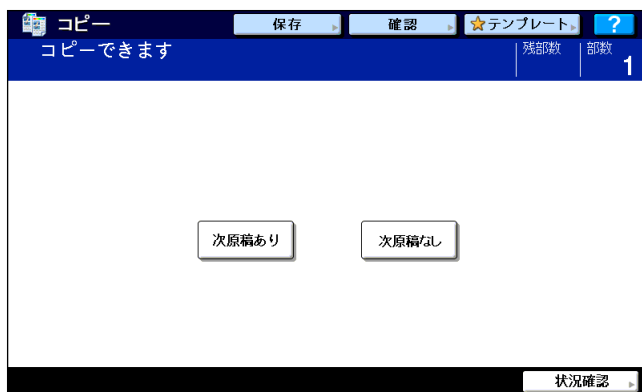 コピー 保存 確認 テンプレート ?
コピーできます 残部数 部数
1
次原稿あり 次原稿なし
状況確認